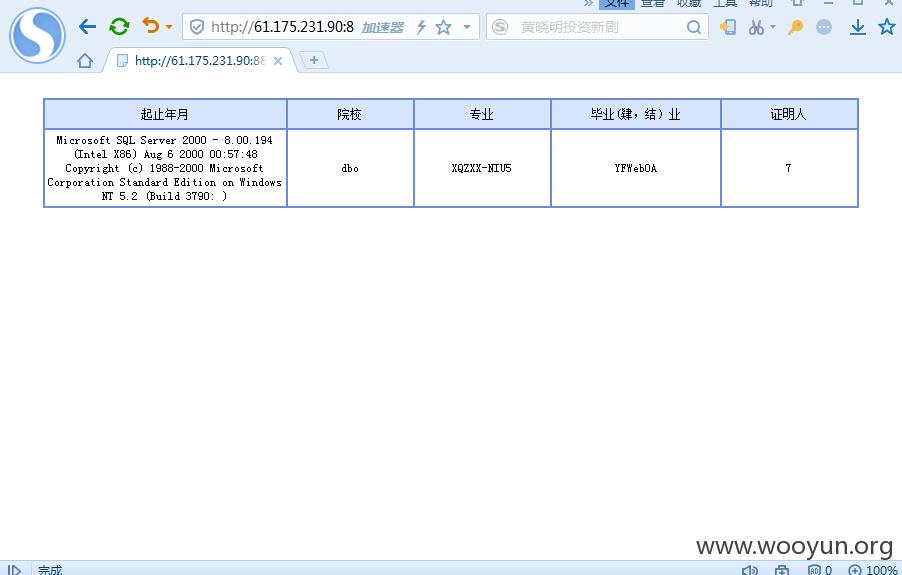 文件 查看 收藏 工具 帮助
http://61.175.231.90:8 加速器
黄晓明投资新剧
http://61.175.231.90:88
起止年月 院校 专业 毕业(肄，结）业 证明人
Microsoft SQL Server 2000 - 8.00.194
(Intel X86) Aug 6 2000 00:57:48
Copyright (c) 1988-2000 Microsoft
Corporation Standard Edition on Windows
NT 5.2 (Build 3790: )
dbo
XQZXX-NIU5
YFWebOA
7
www.wooyun.org
完成
0
100%